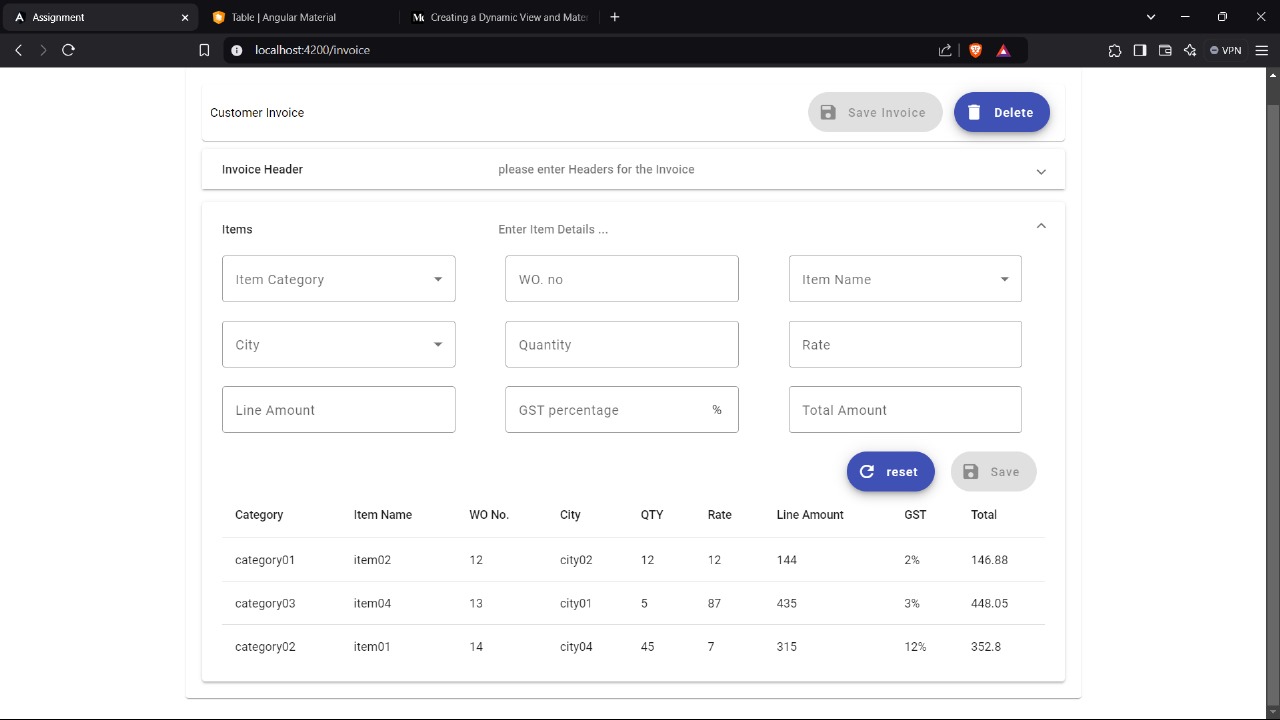 Assignment
Table | Angular Material
Creating a Dynamic View and Mate
localhost:4200/invoice
VPN
Customer Invoice
Save Invoice
Delete
Invoice Header please enter Headers for the Invoice
Items Enter Item Details ...
Item Category WO. no Item Name
City Quantity Rate
Line Amount GST percentage % Total Amount
reset Save
Category Item Name WO No. City QTY Rate Line Amount GST Total
category01 item02 12 city02 12 12 144 2% 146.88
category03 item04 13 city01 5 87 435 3% 448.05
category02 item01 14 city04 45 7 315 12% 352.8